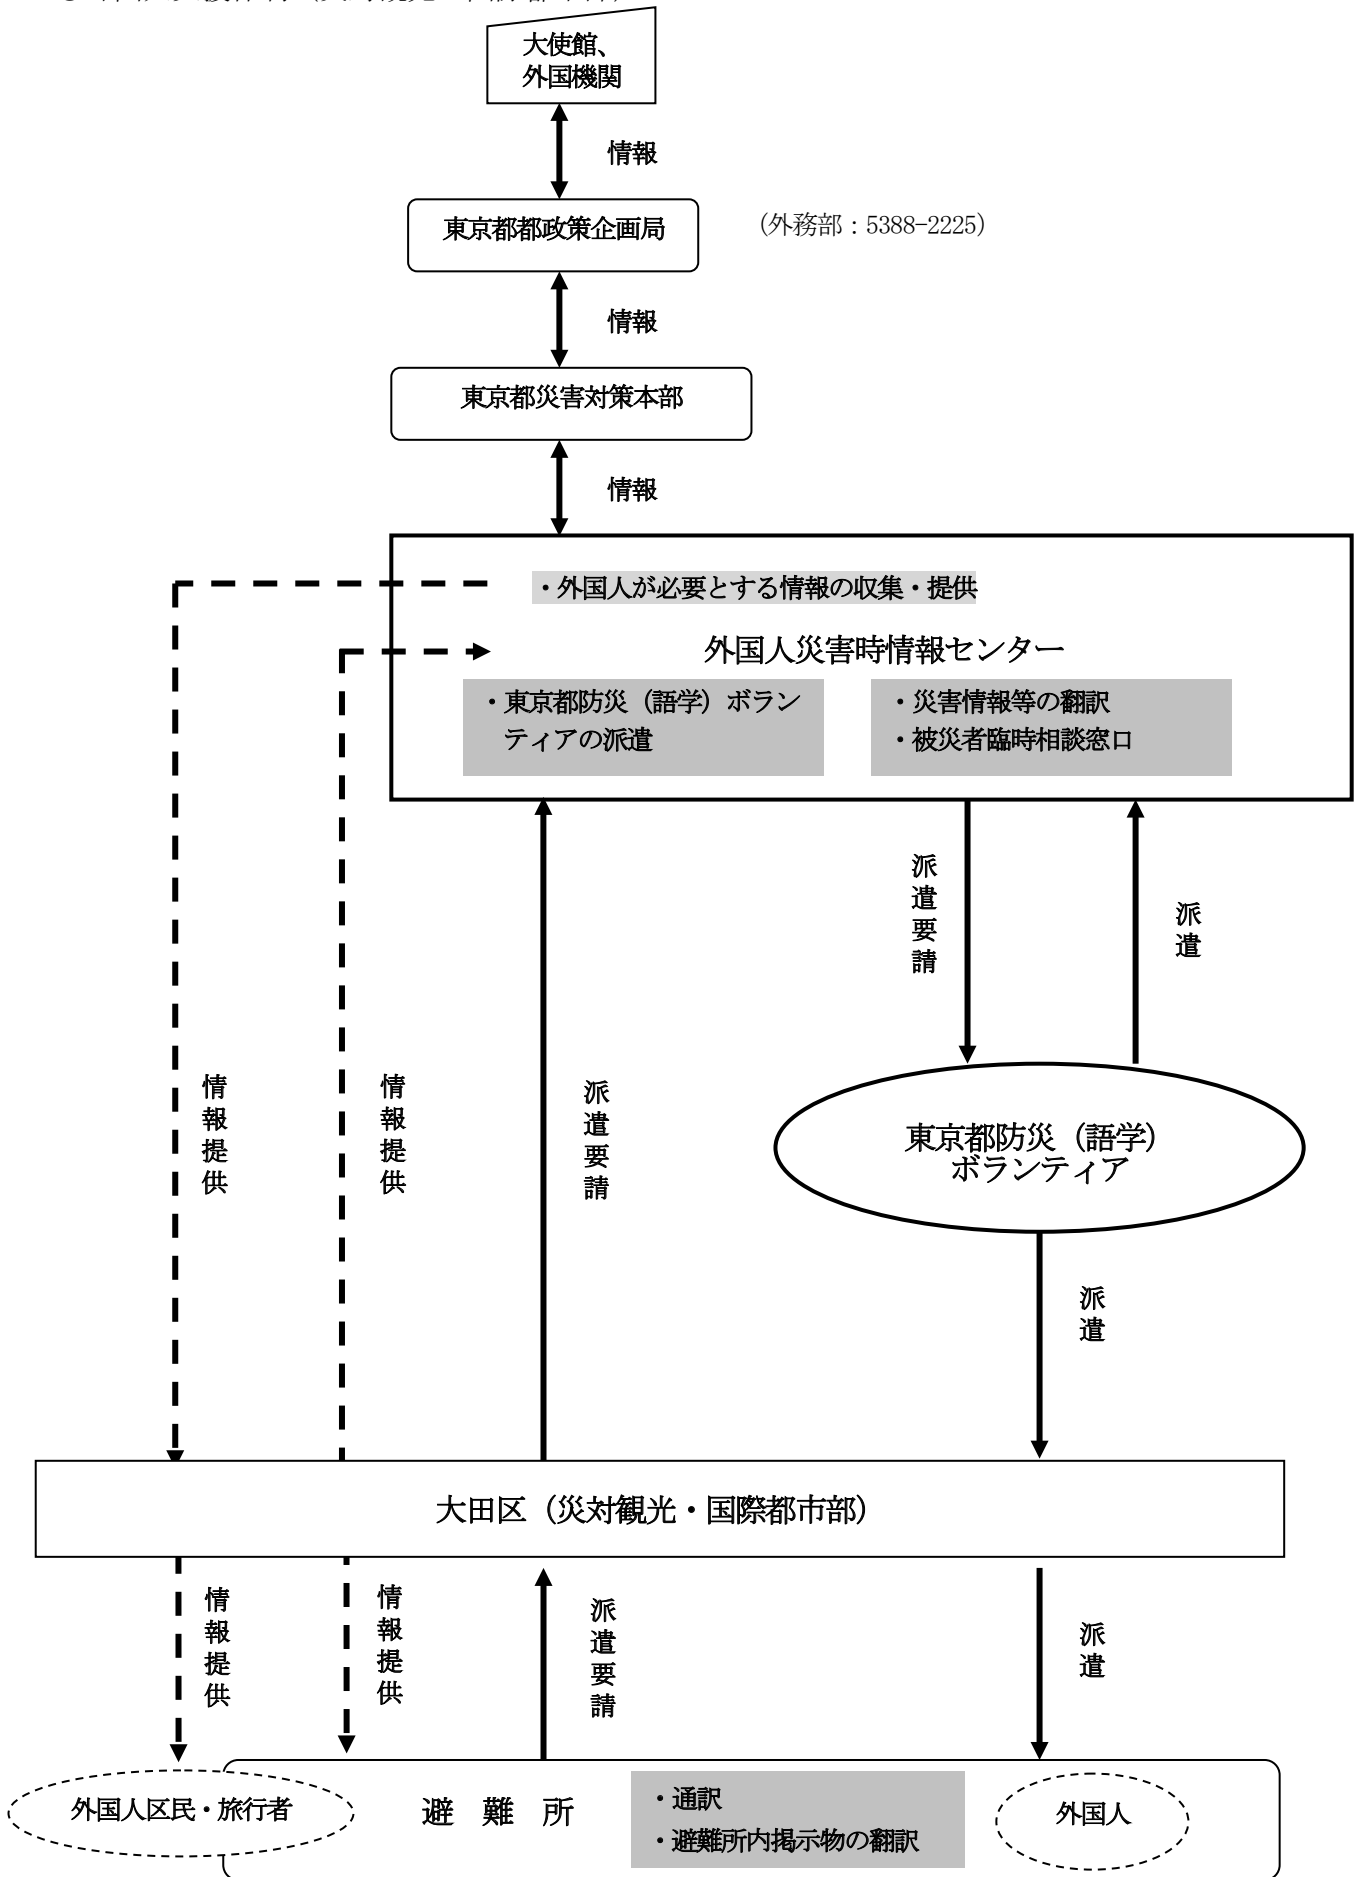 大使館、
外国機関
情報
東京都都政策企画局
（外務部：5388-2225）
情報
東京都災害対策本部
情報
・外国人が必要とする情報の収集・提供
外国人災害時情報センター
・東京都防災（語学）ボラン
ティアの派遣
・災害情報等の翻訳
・被災者臨時相談窓口
派遣要請
派遣
情報提供
情報提供
派遣要請
東京都防災（語学）
ボランティア
派遣
大田区（災対観光・国際都市部）
情報提供
情報提供
派遣要請
派遣
外国人区民・旅行者
避 難 所
・通訳
・避難所内掲示物の翻訳
外国人